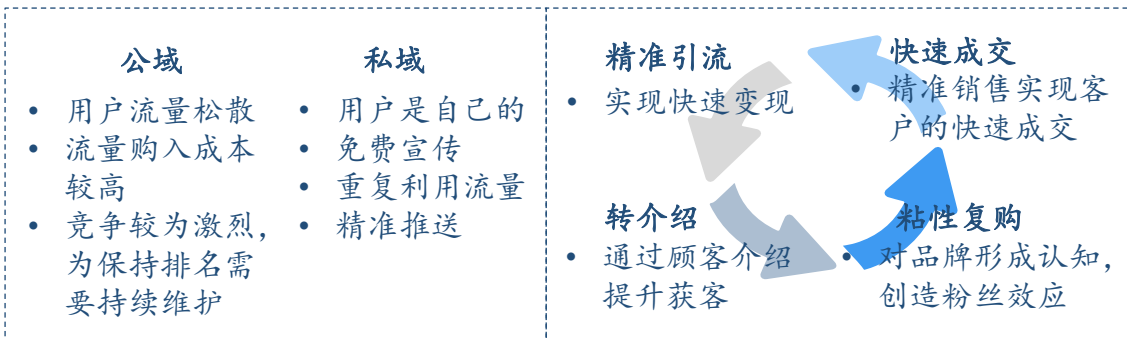 公域
• 用户流量松散
• 流量购入成本
较高
• 竞争较为激烈，
为保持排名需
要持续维护
私域
• 用户是自己的
• 免费宣传
• 重复利用流量
• 精准推送
精准引流
• 实现快速变现
快速成交
• 精准销售实现客
户的快速成交
转介绍
• 通过顾客介绍
提升获客
粘性复购
• 对品牌形成认知，
创造粉丝效应